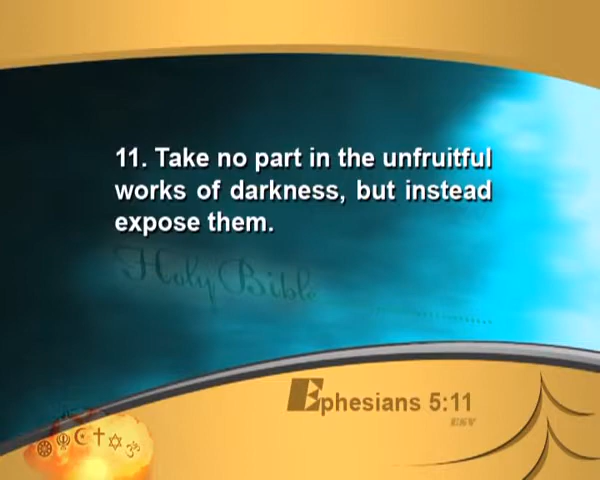 11. Take no part in the unfruitful
works of darkness, but instead
expose them.
Holy Bible
Ephesians 5:11
ESV